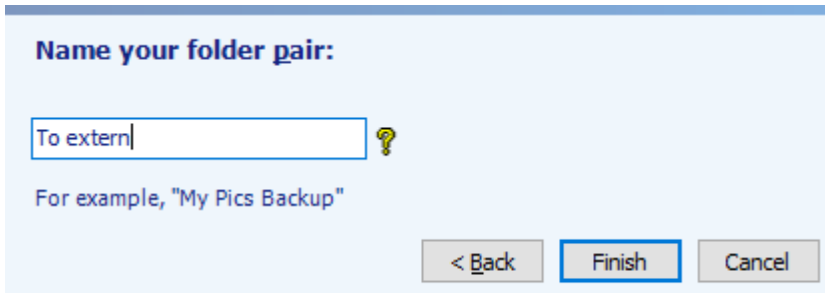 Name your folder pair:
To extern
For example, "My Pics Backup"
< Back Finish Cancel